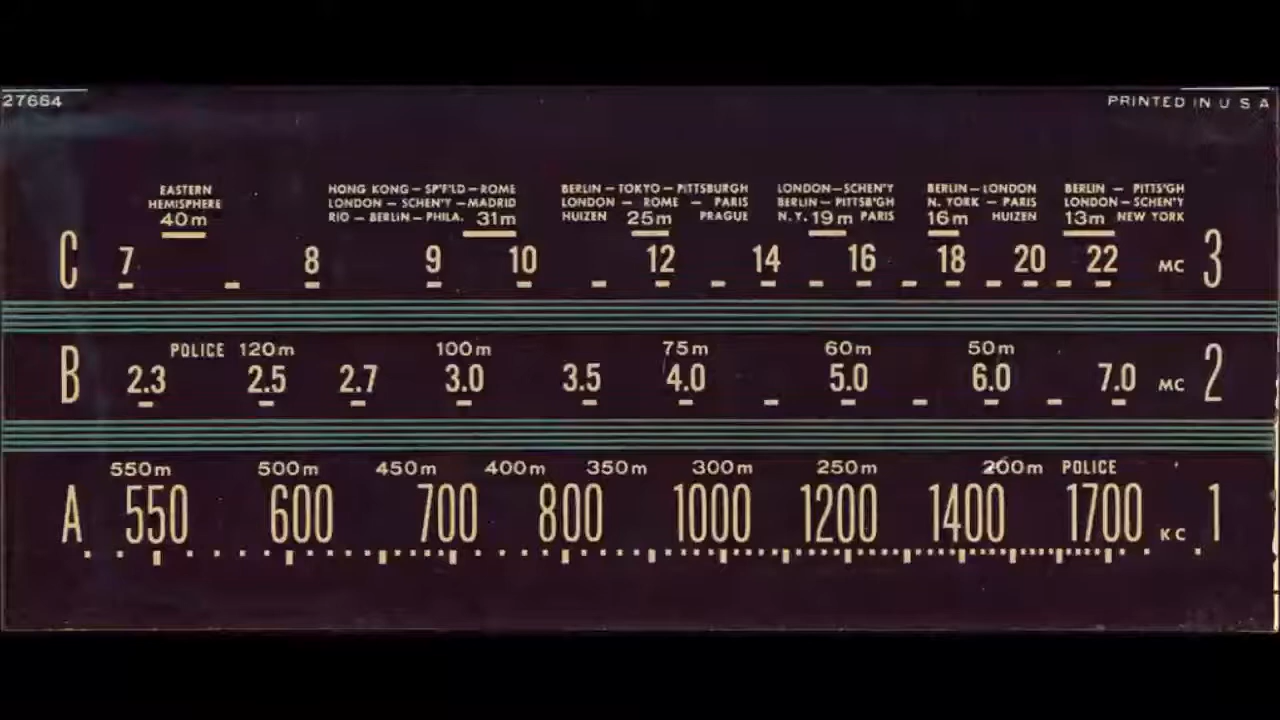 27664 PRINTED IN U S A
EASTERN HONG KONG — SP'F'LD — ROME BERLIN — TOKYO — PITTSBURGH LONDON — SCHEN'Y BERLIN — LONDON BERLIN — PITTS'GH
HEMISPHERE LONDON — SCHEN'Y — MADRID LONDON — ROME — PARIS BERLIN — PITTSB'GH N. YORK — PARIS LONDON — SCHEN'Y
40m RIO — BERLIN — PHILA. 31m HUIZEN 25m PRAGUE N.Y. 19m PARIS 16m HUIZEN 13m NEW YORK
C 7 8 9 10 12 14 16 18 20 22 MC 3
POLICE 120m 100m 75m 60m 50m
B 2.3 2.5 2.7 3.0 3.5 4.0 5.0 6.0 7.0 MC 2
550m 500m 450m 400m 350m 300m 250m 200m POLICE
A 550 600 700 800 1000 1200 1400 1700 KC 1